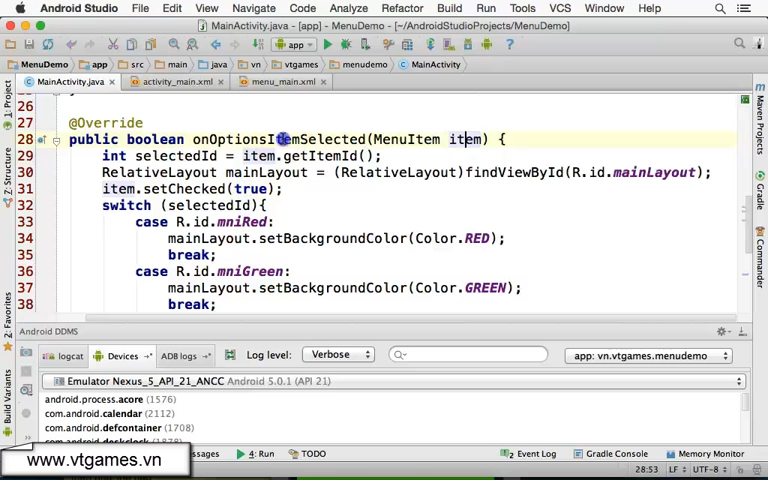 Android Studio File Edit View Navigate Code Analyze Refactor Build Run Tools VCS Window Help
MainActivity.java - [app] - MenuDemo - [~/AndroidStudioProjects/MenuDemo]
app
MenuDemo app src main java vn vtgames menudemo MainActivity
MainActivity.java × activity_main.xml × menu_main.xml ×
26
27 @Override
28 public boolean onOptionsItemSelected(MenuItem item) {
29 int selectedId = item.getItemId();
30 RelativeLayout mainLayout = (RelativeLayout)findViewById(R.id.mainLayout);
31 item.setChecked(true);
32 switch (selectedId){
33 case R.id.mniRed:
34 mainLayout.setBackgroundColor(Color.RED);
35 break;
36 case R.id.mniGreen:
37 mainLayout.setBackgroundColor(Color.GREEN);
38 break;
1: Project
7: Structure
2: Favorites
Build Variants
Maven Projects
Gradle
Commander
Android DDMS
logcat Devices ADB logs Log level: Verbose app: vn.vtgames.menudemo
Emulator Nexus_5_API_21_ANCC Android 5.0.1 (API 21)
android.process.acore (1576)
com.android.calendar (2112)
com.android.defcontainer (1708)
www.vtgames.vn
4: Run TODO Event Log Gradle Console Memory Monitor
28:53 LF UTF-8